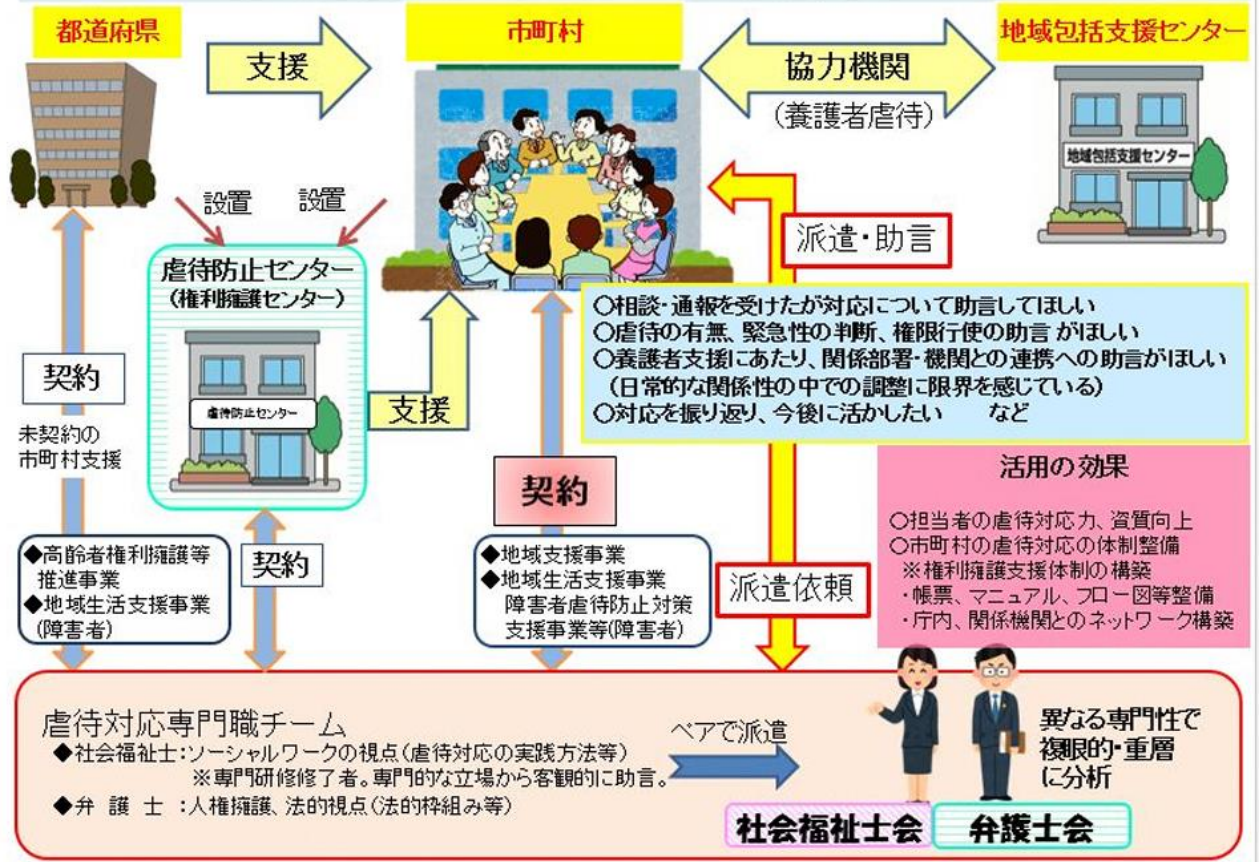 都道府県
市町村
地域包括支援センター
支援
協力機関
(養護者虐待)
地域包括支援センター
設置
設置
派遣・助言
虐待防止センター
(権利擁護センター)
虐待防止センター
支援
契約
未契約の
市町村支援
○相談・通報を受けたが対応について助言してほしい
○虐待の有無、緊急性の判断、権限行使の助言がほしい
○養護者支援にあたり、関係部署・機関との連携への助言がほしい
(日常的な関係性の中での調整に限界を感じている)
○対応を振り返り、今後に活かしたい など
活用の効果
○担当者の虐待対応力、資質向上
○市町村の虐待対応の体制整備
※権利擁護支援体制の構築
・帳票、マニュアル、フロー図等整備
・庁内、関係機関とのネットワーク構築
契約
◆高齢者権利擁護等
推進事業
◆地域生活支援事業
(障害者)
契約
◆地域支援事業
◆地域生活支援事業
障害者虐待防止対策
支援事業等(障害者)
派遣依頼
虐待対応専門職チーム
◆社会福祉士:ソーシャルワークの視点(虐待対応の実践方法等)
※専門研修修了者。専門的な立場から客観的に助言。
◆弁 護 士 :人権擁護、法的視点(法的枠組み等)
ペアで派遣
異なる専門性で
複眼的・重層
に分析
社会福祉士会
弁護士会